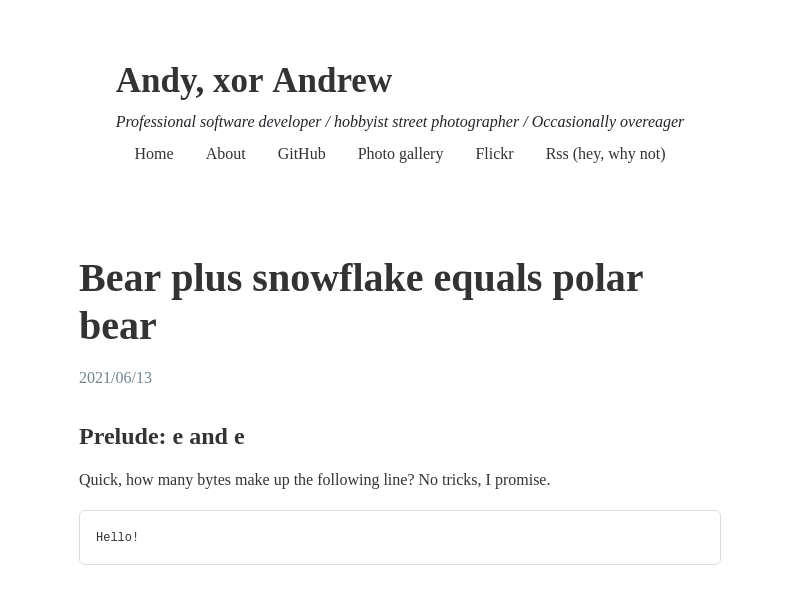 Andy, xor Andrew
Professional software developer / hobbyist street photographer / Occasionally overeager
Home About GitHub Photo gallery Flickr Rss (hey, why not)
Bear plus snowflake equals polar
bear
2021/06/13
Prelude: e and e
Quick, how many bytes make up the following line? No tricks, I promise.
Hello!